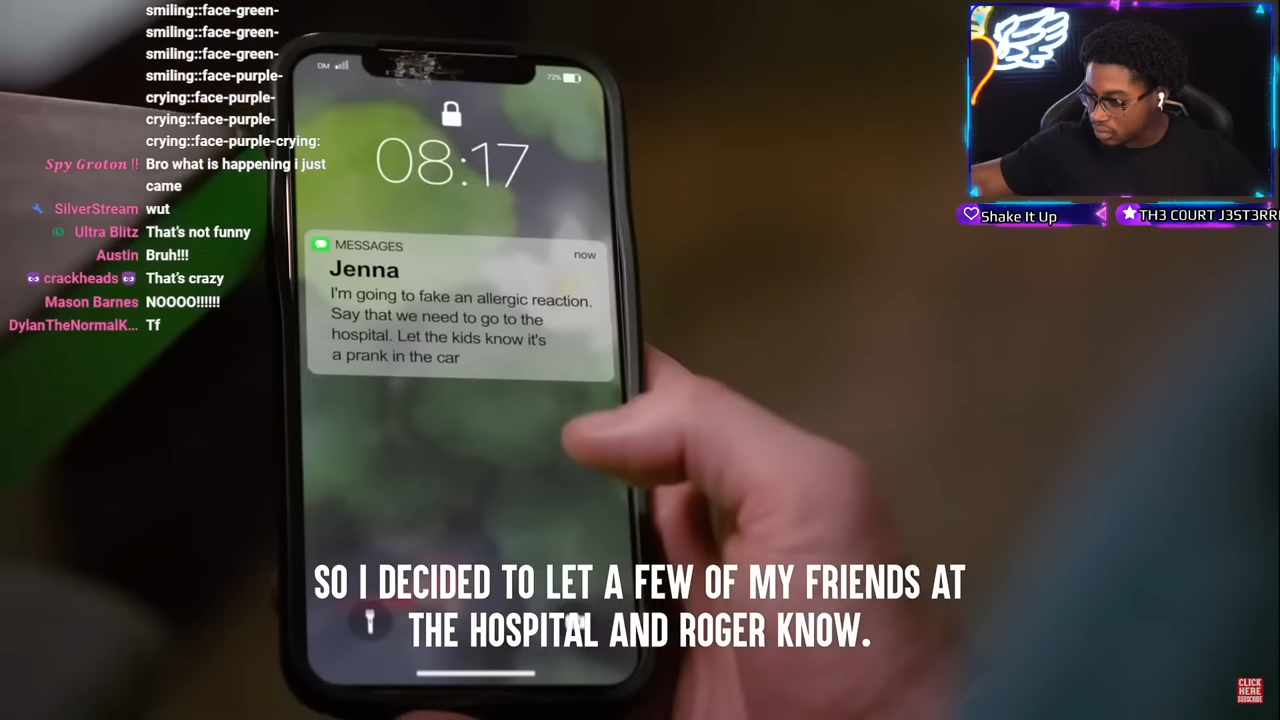 smiling::face-green-
smiling::face-green-
smiling::face-green-
smiling::face-purple-
crying::face-purple-
crying::face-purple-
crying::face-purple-crying:
Spy Groton !! Bro what is happening i just
came
SilverStream wut
Ultra Blitz That's not funny
Austin Bruh!!!
crackheads That's crazy
Mason Barnes NOOOO!!!!!!
DylanTheNormalK... Tf
DM
72%
08:17
MESSAGES
now
Jenna
I'm going to fake an allergic reaction.
Say that we need to go to the
hospital. Let the kids know it's
a prank in the car
Shake It Up
TH3 C0URT J3ST3RR
SO I DECIDED TO LET A FEW OF MY FRIENDS AT
THE HOSPITAL AND ROGER KNOW.
CLICK
HERE
SUBSCRIBE